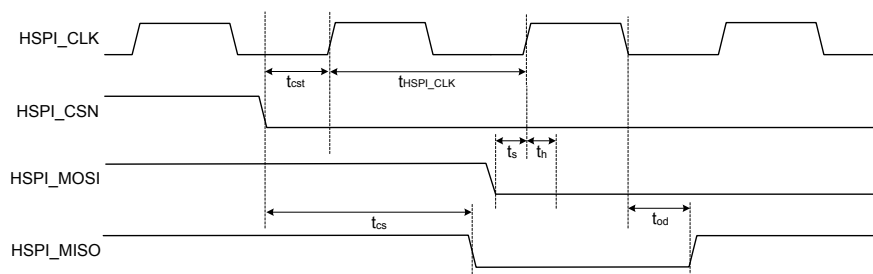 HSPI_CLK
tcst
tHSPI_CLK
HSPI_CSN
ts
th
HSPI_MOSI
tcs
tod
HSPI_MISO